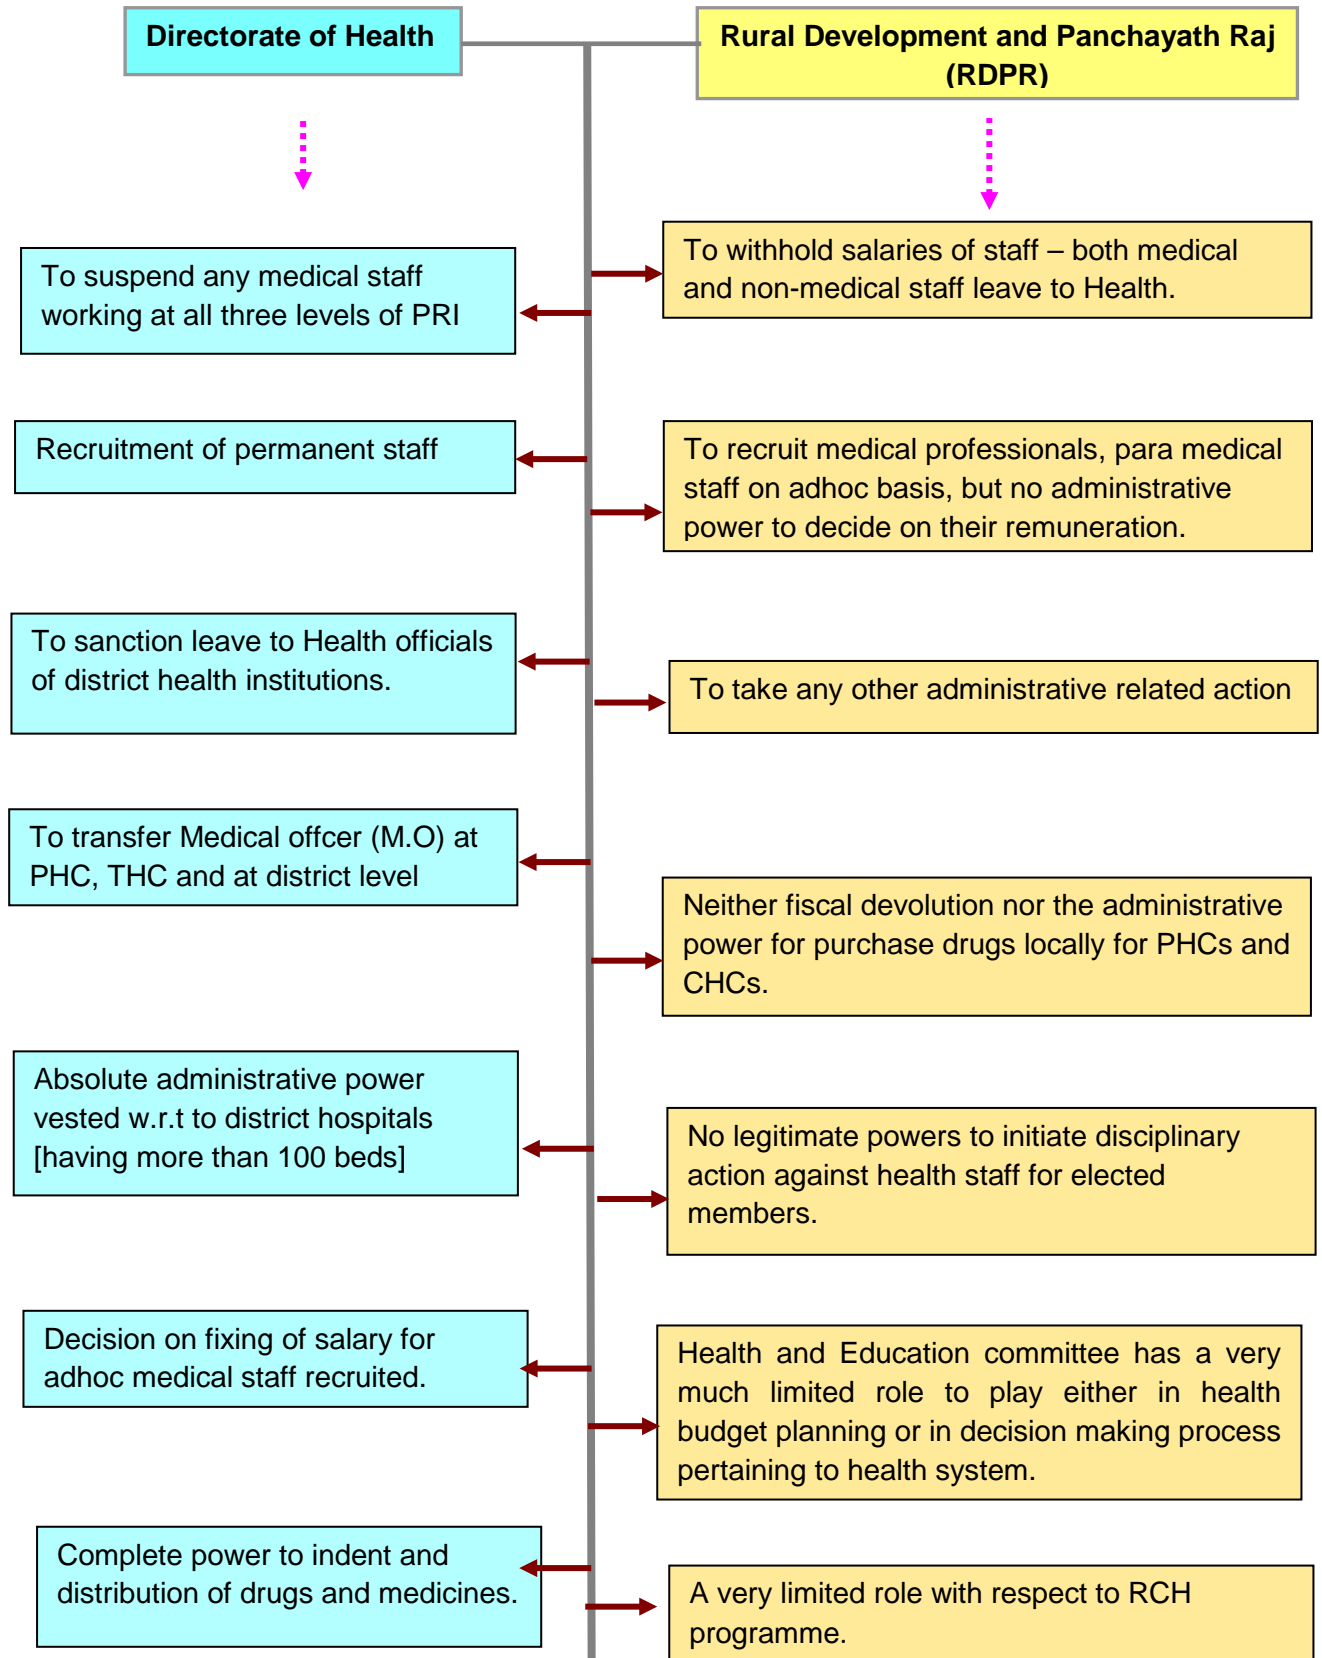 Directorate of Health
Rural Development and Panchayath Raj
(RDPR)
To suspend any medical staff
working at all three levels of PRI
To withhold salaries of staff – both medical
and non-medical staff leave to Health.
Recruitment of permanent staff
To recruit medical professionals, para medical
staff on adhoc basis, but no administrative
power to decide on their remuneration.
To sanction leave to Health officials
of district health institutions.
To take any other administrative related action
To transfer Medical offcer (M.O) at
PHC, THC and at district level
Neither fiscal devolution nor the administrative
power for purchase drugs locally for PHCs and
CHCs.
Absolute administrative power
vested w.r.t to district hospitals
[having more than 100 beds]
No legitimate powers to initiate disciplinary
action against health staff for elected
members.
Decision on fixing of salary for
adhoc medical staff recruited.
Health and Education committee has a very
much limited role to play either in health
budget planning or in decision making process
pertaining to health system.
Complete power to indent and
distribution of drugs and medicines.
A very limited role with respect to RCH
programme.